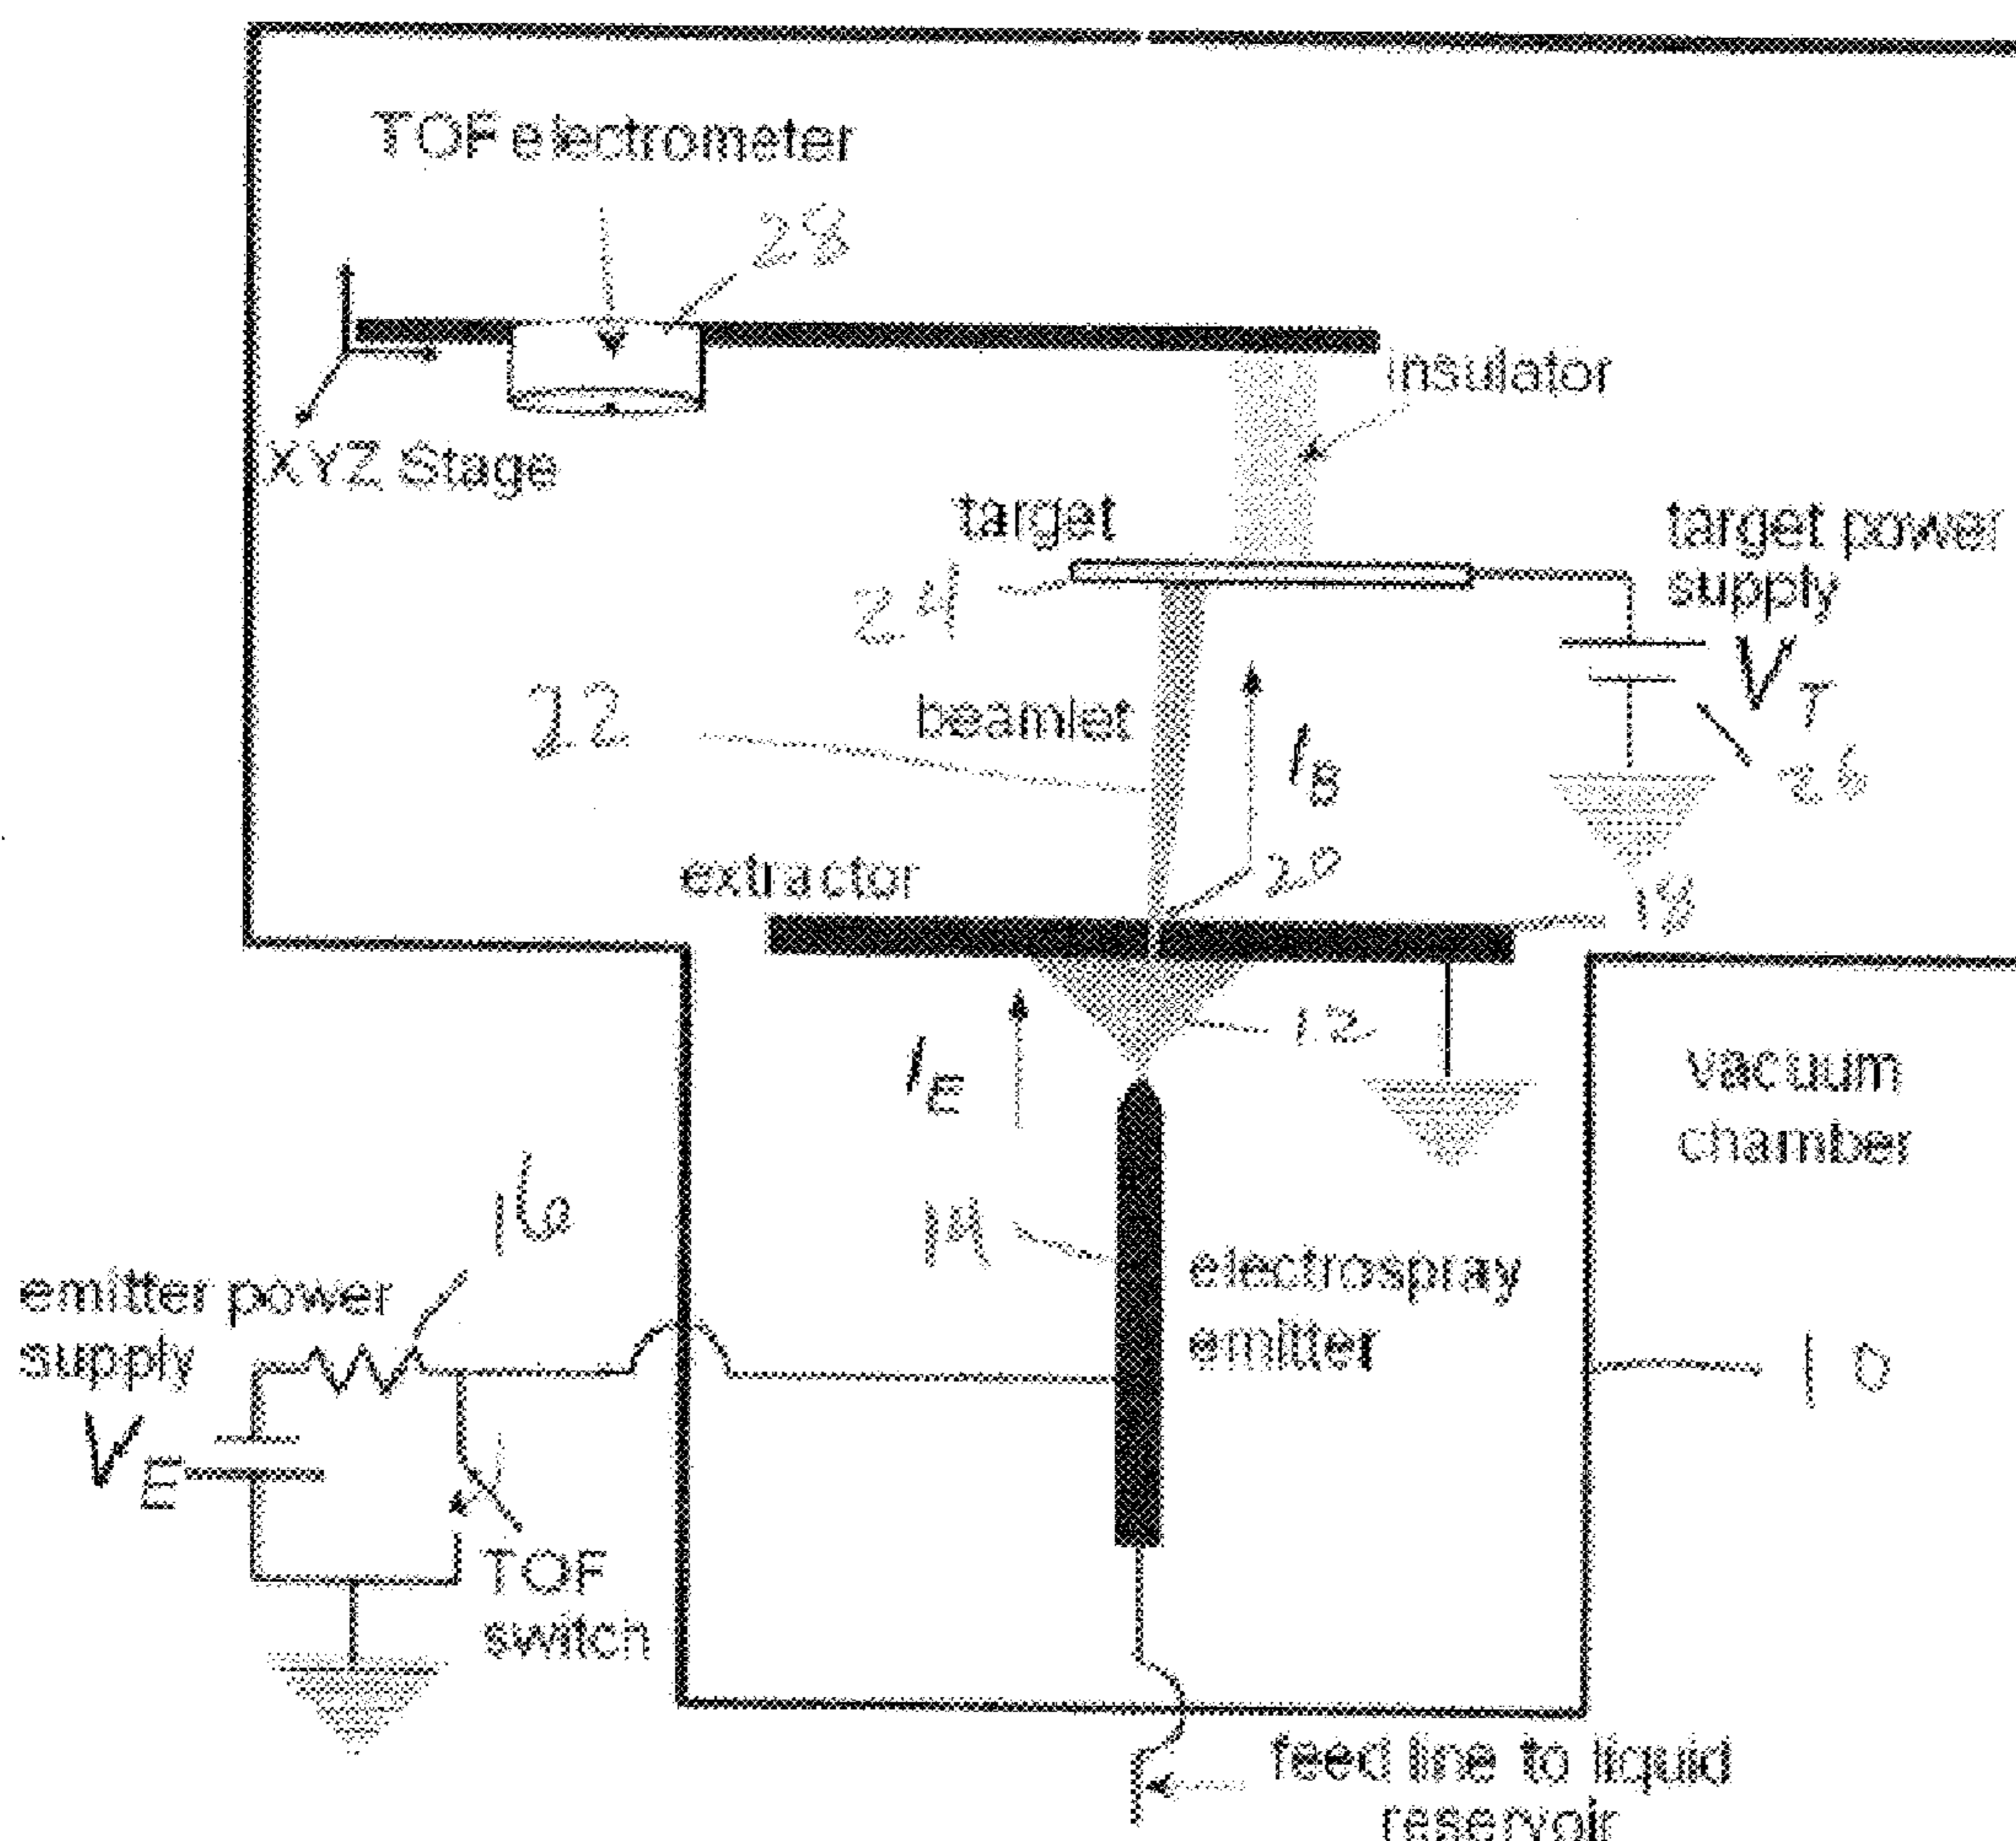 TOF electrometer
28
insulator
XYZ Stage
target
24
target power
supply
V_T
26
22
beamlet
I_B
extractor
20
18
I_E
12
vacuum
chamber
16
14
electrospray
emitter
emitter power
supply
V_E
10
TOF
switch
feed line to liquid
reservoir